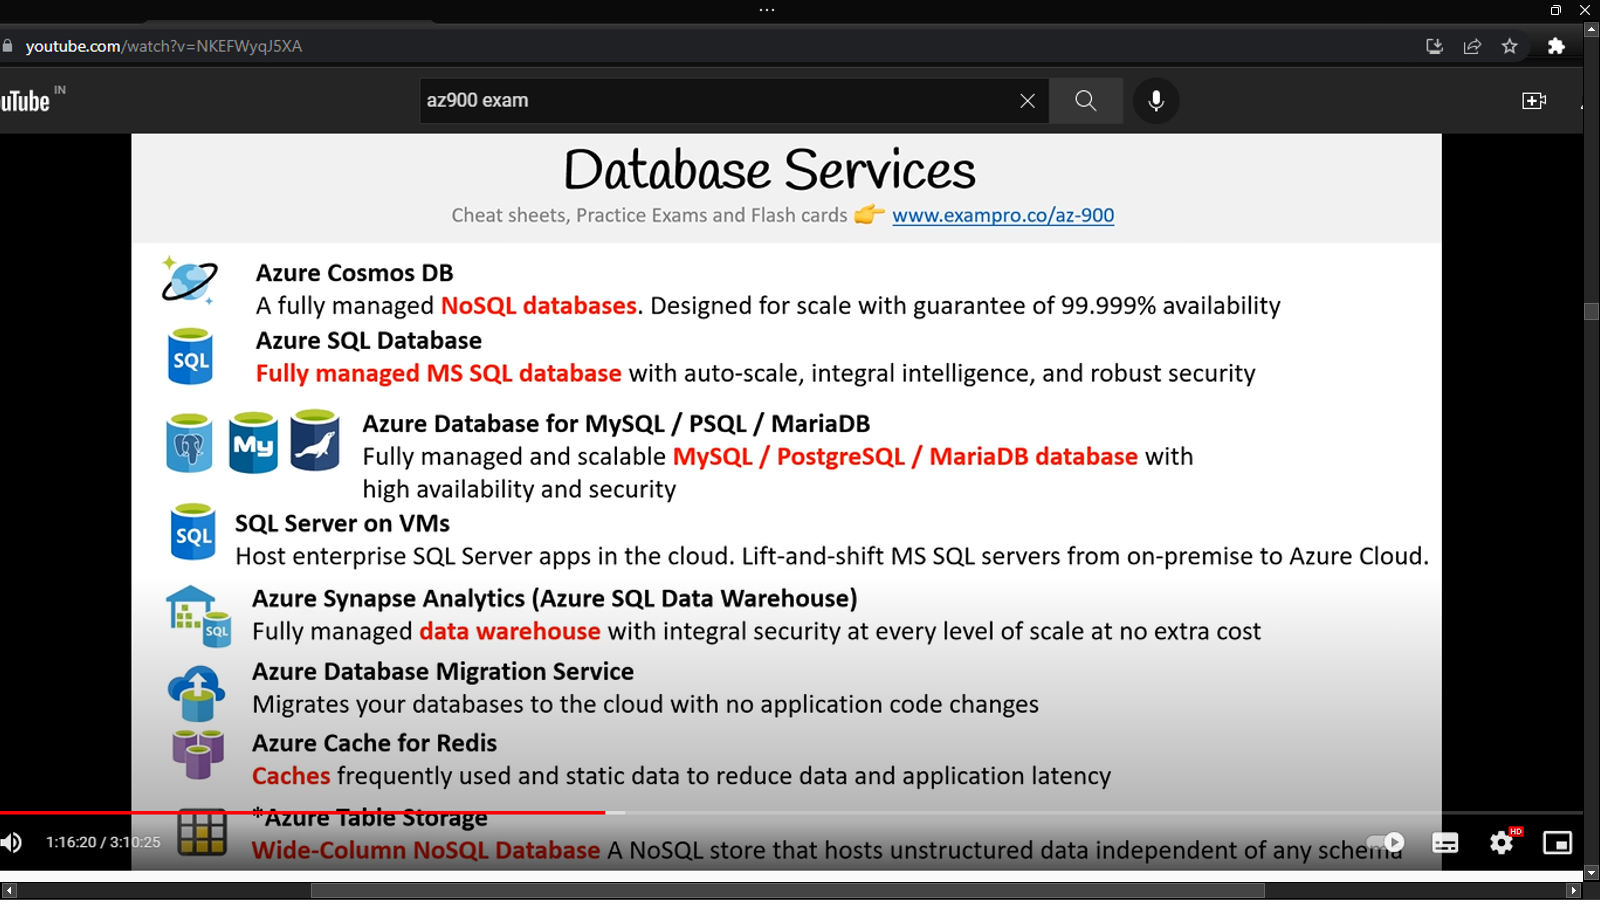 youtube.com/watch?v=NKEFWyqJ5XA
uTube IN
az900 exam
Database Services
Cheat sheets, Practice Exams and Flash cards 👉 www.exampro.co/az-900
Azure Cosmos DB
A fully managed NoSQL databases. Designed for scale with guarantee of 99.999% availability
SQL
Azure SQL Database
Fully managed MS SQL database with auto-scale, integral intelligence, and robust security
My
Azure Database for MySQL / PSQL / MariaDB
Fully managed and scalable MySQL / PostgreSQL / MariaDB database with
high availability and security
SQL
SQL Server on VMs
Host enterprise SQL Server apps in the cloud. Lift-and-shift MS SQL servers from on-premise to Azure Cloud.
SQL
Azure Synapse Analytics (Azure SQL Data Warehouse)
Fully managed data warehouse with integral security at every level of scale at no extra cost
Azure Database Migration Service
Migrates your databases to the cloud with no application code changes
Azure Cache for Redis
Caches frequently used and static data to reduce data and application latency
*Azure Table Storage
Wide-Column NoSQL Database A NoSQL store that hosts unstructured data independent of any schema
1:16:20 / 3:10:25
HD